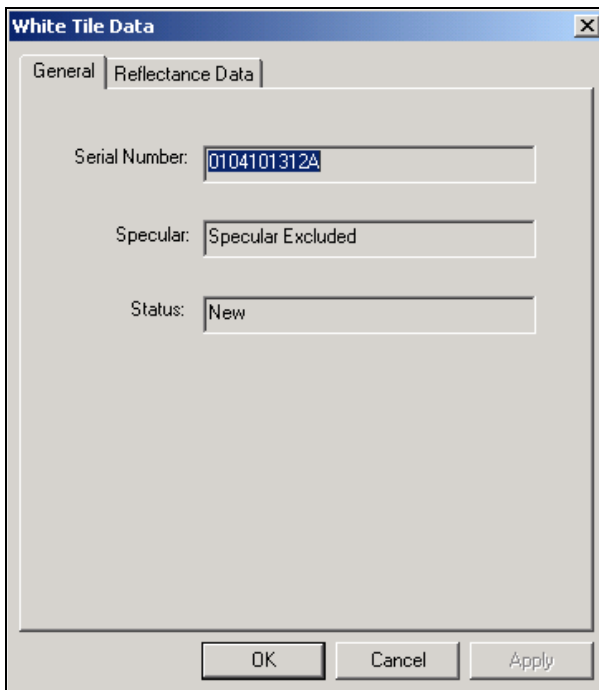 White Tile Data
General Reflectance Data
Serial Number: 0104101312A
Specular: Specular Excluded
Status: New
OK Cancel Apply